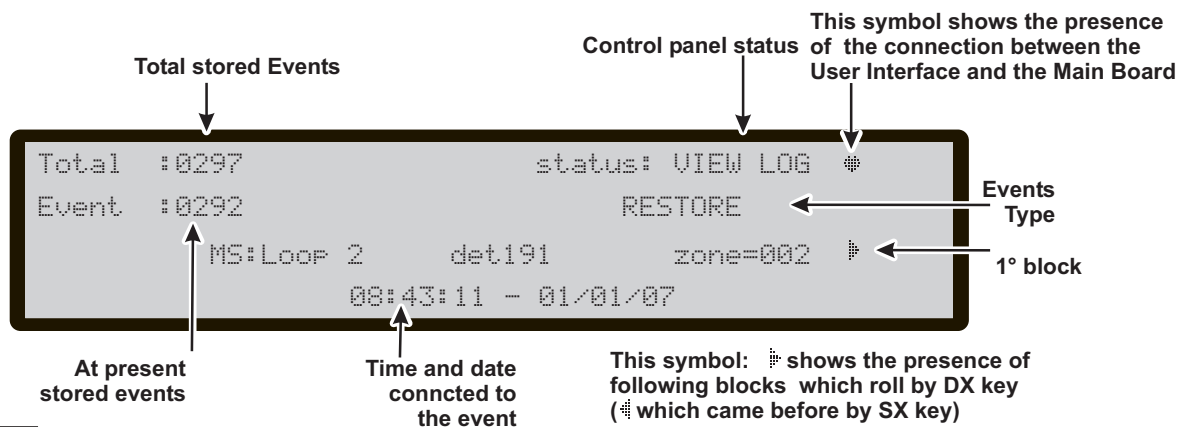 This symbol shows the presence
of the connection between the
User Interface and the Main Board
Control panel status
Total stored Events
Total :0297 status: VIEW LOG
Event :0292 RESTORE
MS:Loop 2 det191 zone=002
08:43:11 - 01/01/07
Events
Type
1° block
At present
stored events
Time and date
conncted to
the event
This symbol: shows the presence of
following blocks which roll by DX key
( which came before by SX key)